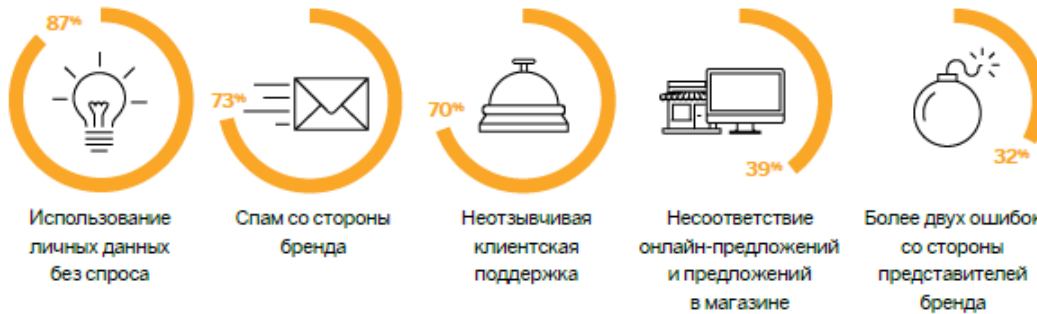 87%
73%
70%
39%
32%
Использование
личных данных
без спроса
Спам со стороны
бренда
Неотзывчивая
клиентская
поддержка
Несоответствие
онлайн-предложений
и предложений
в магазине
Более двух ошибок
со стороны
представителей
бренда